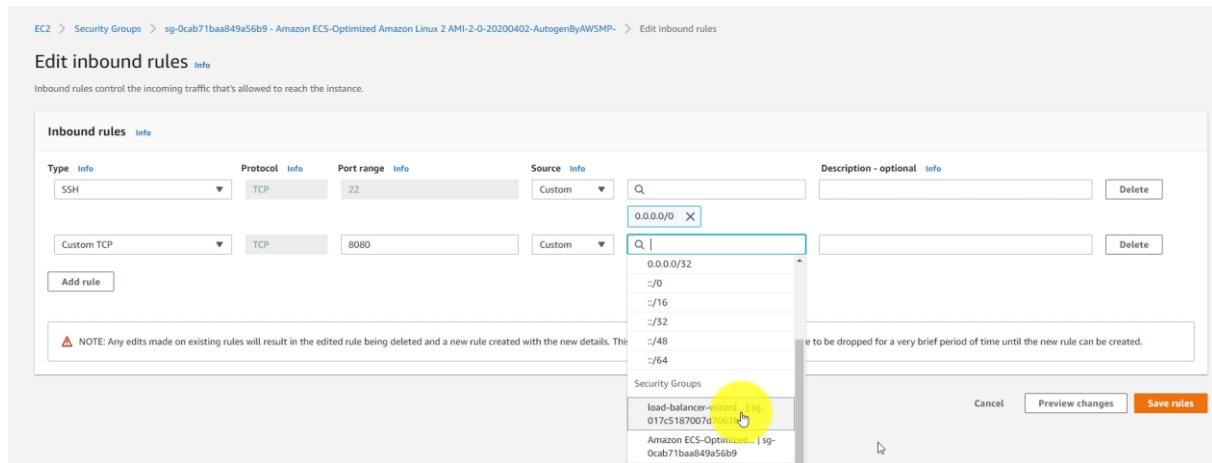 EC2 > Security Groups > sg-0cab71baa849a56b9 - Amazon ECS-Optimized Amazon Linux 2 AMI-2-0-20200402-AutogenByAWSMP- > Edit inbound rules
Edit inbound rules Info
Inbound rules control the incoming traffic that's allowed to reach the instance.
Inbound rules Info
Type Info Protocol Info Port range Info Source Info Description - optional Info
SSH TCP 22 Custom Delete
0.0.0.0/0
Custom TCP TCP 8080 Custom Delete
0.0.0.0/32
Add rule
::/0
::/16
::/32
NOTE: Any edits made on existing rules will result in the edited rule being deleted and a new rule created with the new details. This ::/48 to be dropped for a very brief period of time until the new rule can be created.
::/64
Security Groups
Cancel Preview changes Save rules
load-balancer-wizard... | sg-
017c5187007d7063
Amazon ECS-Optimized... | sg-
0cab71baa849a56b9